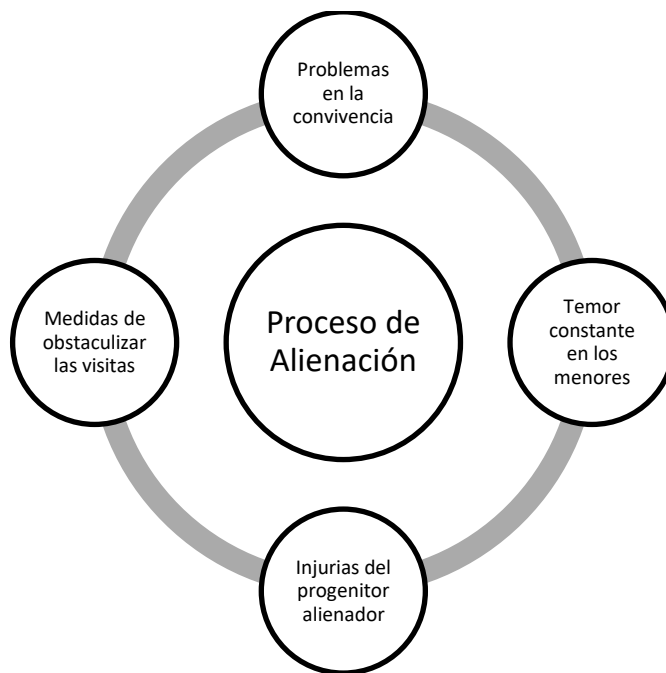 Problemas
en la
convivencia
Medidas de
obstaculizar
las visitas
Proceso de
Alienación
Temor
constante
en los
menores
Injurias del
progenitor
alienador